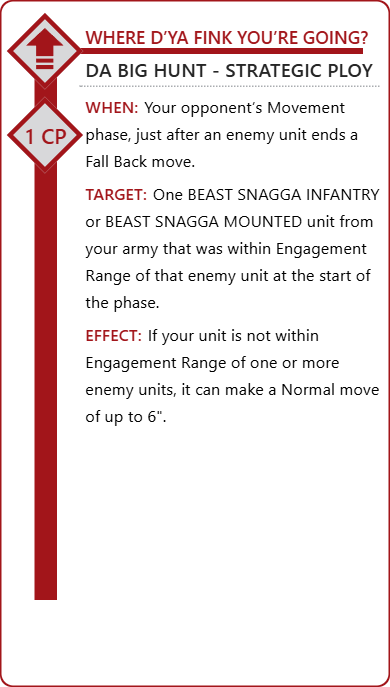 WHERE D’YA FINK YOU’RE GOING?
DA BIG HUNT - STRATEGIC PLOY
1 CP
WHEN: Your opponent’s Movement
phase, just after an enemy unit ends a
Fall Back move.
TARGET: One BEAST SNAGGA INFANTRY
or BEAST SNAGGA MOUNTED unit from
your army that was within Engagement
Range of that enemy unit at the start of
the phase.
EFFECT: If your unit is not within
Engagement Range of one or more
enemy units, it can make a Normal move
of up to 6".